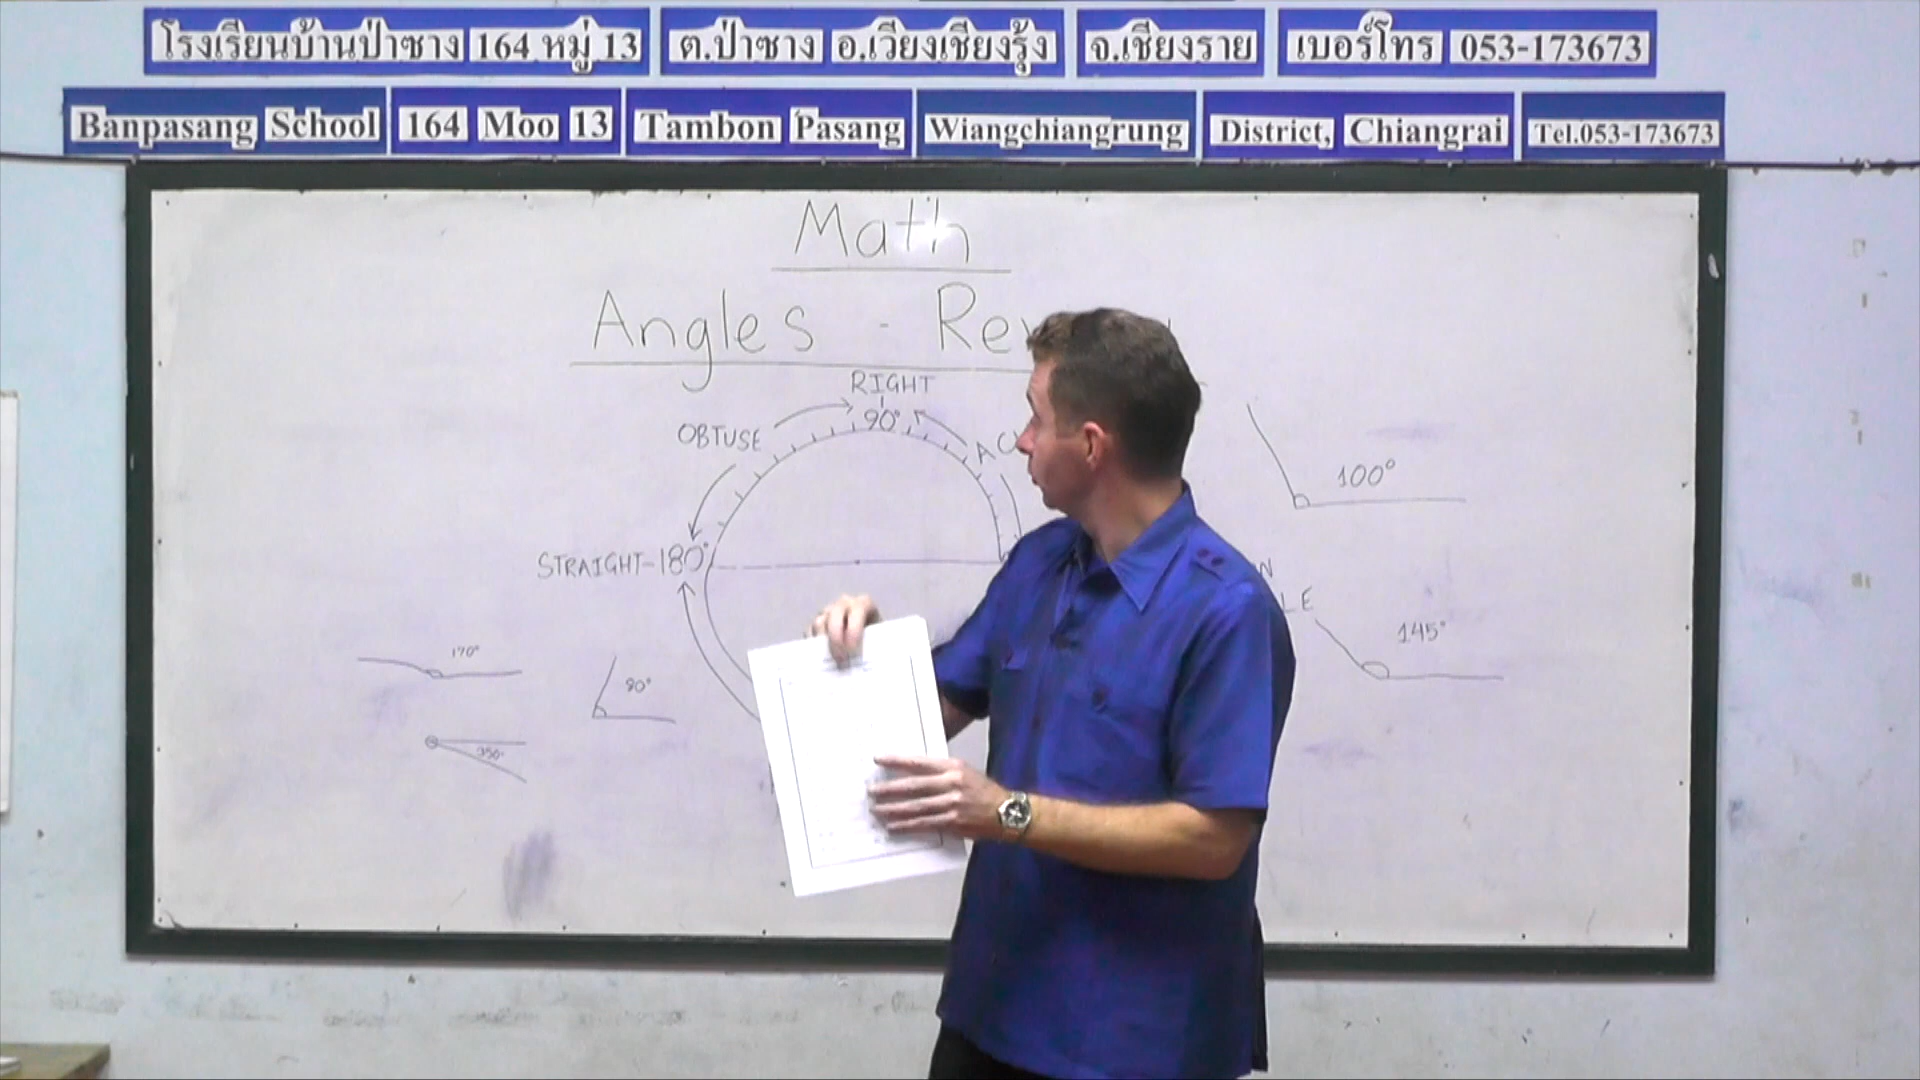 โรงเรียนบ้านป่าซาง 164 หมู่ 13 ต.ป่าซาง อ.เวียงเชียงรุ้ง จ.เชียงราย เบอร์โทร 053-173673
Banpasang School 164 Moo 13 Tambon Pasang Wiangchiangrung District, Chiangrai Tel.053-173673
Math
Angles - Rev
RIGHT
90°
OBTUSE
AC
100°
STRAIGHT-180°
N
LE
145°
170°
80°
350°